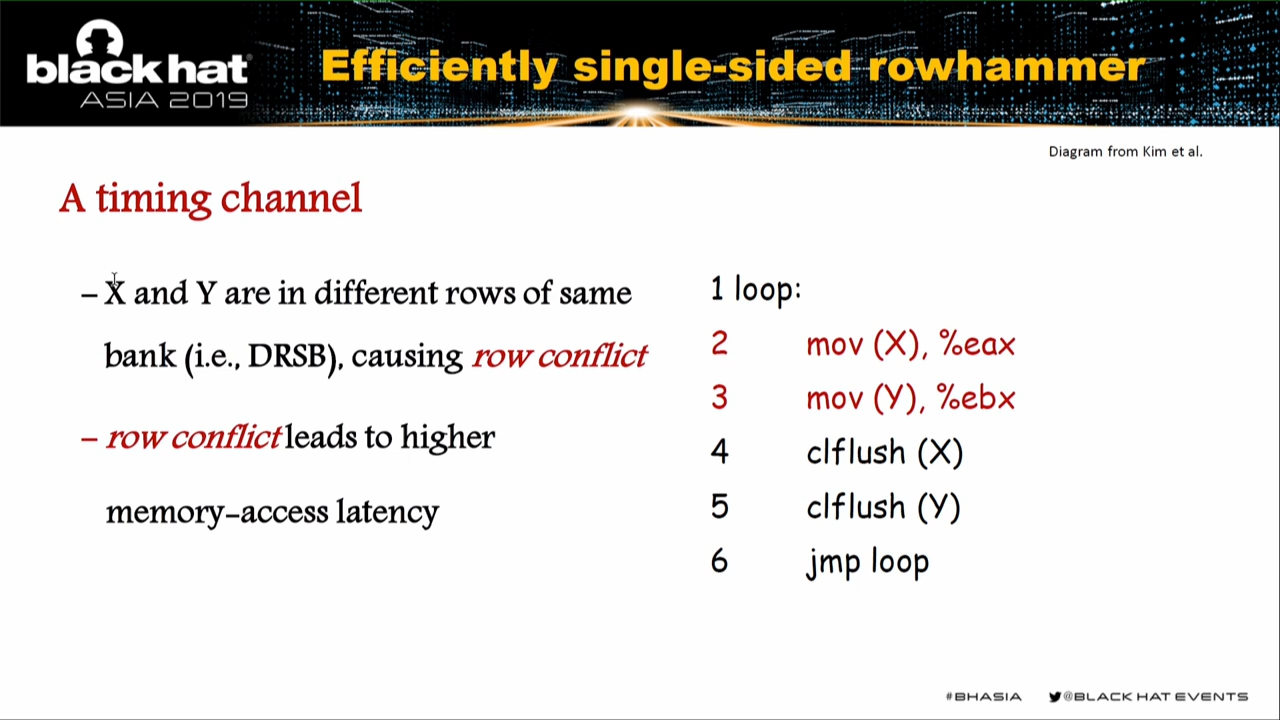 black hat
ASIA 2019
Efficiently single-sided rowhammer
Diagram from Kim et al.
A timing channel
– X and Y are in different rows of same
bank (i.e., DRSB), causing row conflict
– row conflict leads to higher
memory-access latency
1 loop:
2 mov (X), %eax
3 mov (Y), %ebx
4 clflush (X)
5 clflush (Y)
6 jmp loop
#BHASIA @BLACK HAT EVENTS